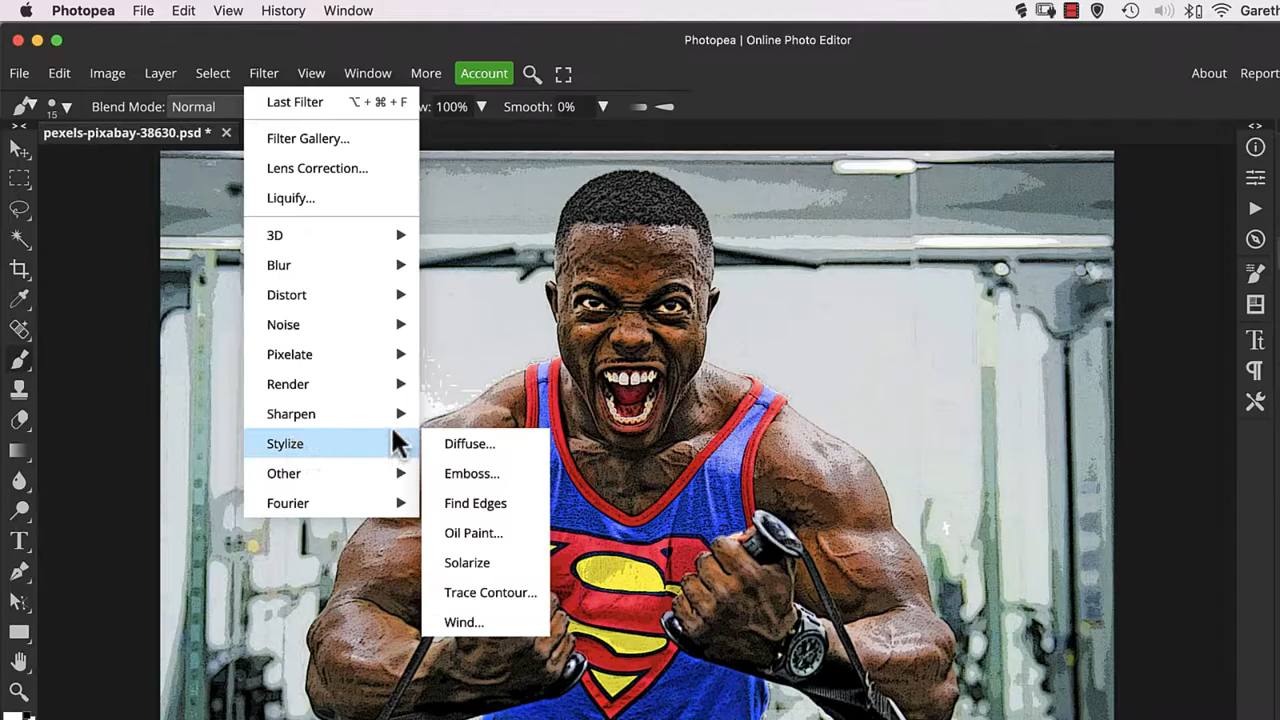 Photopea File Edit View History Window Gareth
Photopea | Online Photo Editor
File Edit Image Layer Select Filter View Window More Account About Report
15 Blend Mode: Normal w: 100% Smooth: 0%
pexels-pixabay-38630.psd *
Last Filter ⌥ + ⌘ + F
Filter Gallery...
Lens Correction...
Liquify...
3D
Blur
Distort
Noise
Pixelate
Render
Sharpen
Stylize
Other
Fourier
Diffuse...
Emboss...
Find Edges
Oil Paint...
Solarize
Trace Contour...
Wind...